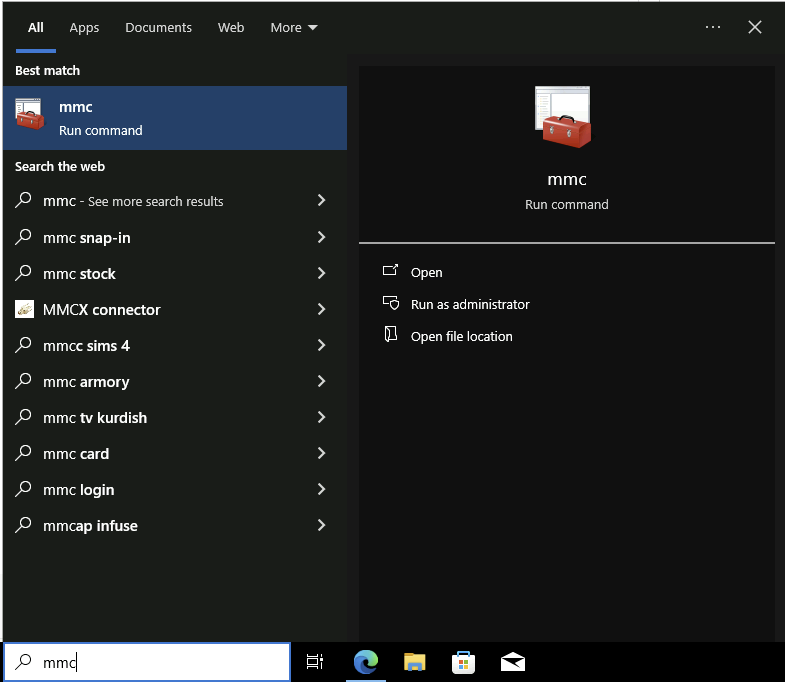 All Apps Documents Web More
Best match
mmc
Run command
Search the web
mmc - See more search results
mmc snap-in
mmc stock
MMCX connector
mmcc sims 4
mmc armory
mmc tv kurdish
mmc card
mmc login
mmcap infuse
mmc
Run command
Open
Run as administrator
Open file location
mmc